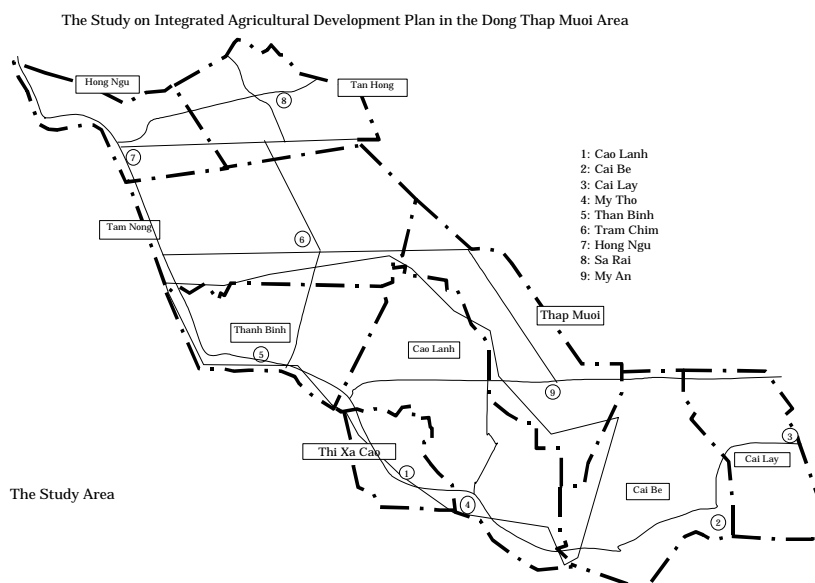 The Study on Integrated Agricultural Development Plan in the Dong Thap Muoi Area
Hong Ngu
Tan Hong
8
7
1: Cao Lanh
2: Cai Be
3: Cai Lay
4: My Tho
5: Than Binh
6: Tram Chim
7: Hong Ngu
8: Sa Rai
9: My An
Tam Nong
6
Thap Muoi
Thanh Binh
Cao Lanh
5
9
Thi Xa Cao
3
Cai Lay
1
Cai Be
The Study Area
4
2